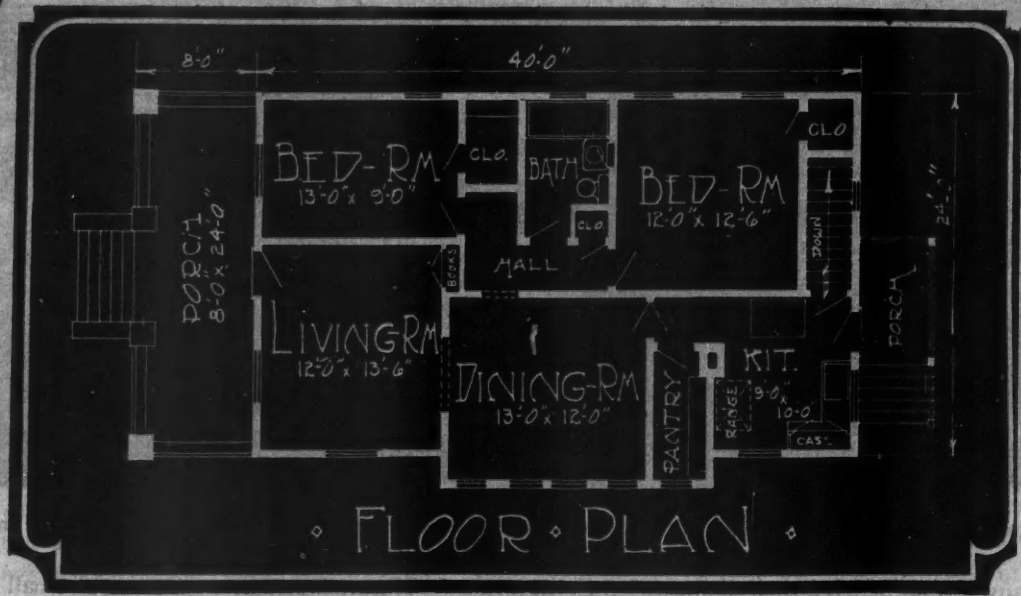 8'-0"
40'-0"
BED-RM
13'-0" x 9'-0"
CLO.
BATH
CLO.
BED-RM
12'-0" x 12'-6"
CLO
DOWN
PORCH
8'-0" x 24'-0"
HALL
BOOKS
LIVING RM
12'-0" x 13'-6"
DINING-RM
13'-0" x 12'-0"
PANTRY
RANGE
KIT.
9'-0" x
10'-0"
CAS'
PORCH
24'-0"
FLOOR PLAN